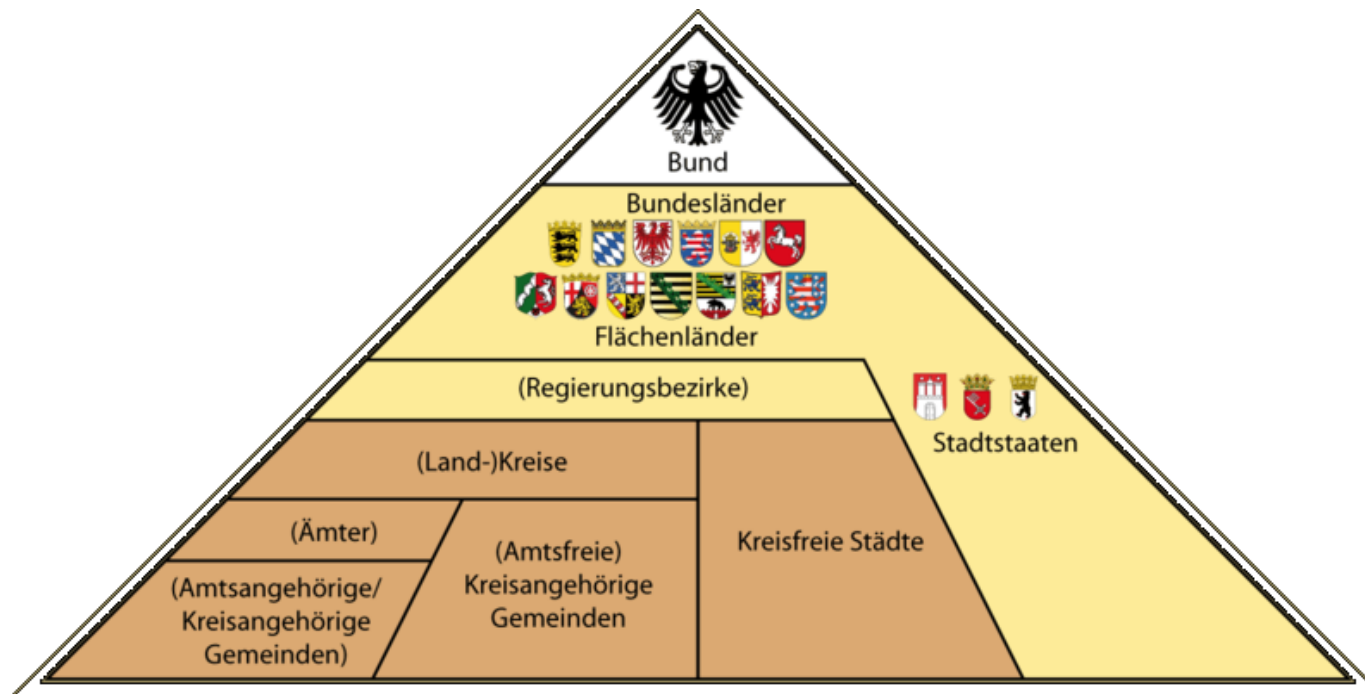 Bund
Bundesländer
Flächenländer
(Regierungsbezirke)
Stadtstaaten
(Land-)Kreise
(Ämter)
(Amtsangehörige/
Kreisangehörige
Gemeinden)
(Amtsfreie)
Kreisangehörige
Gemeinden
Kreisfreie Städte